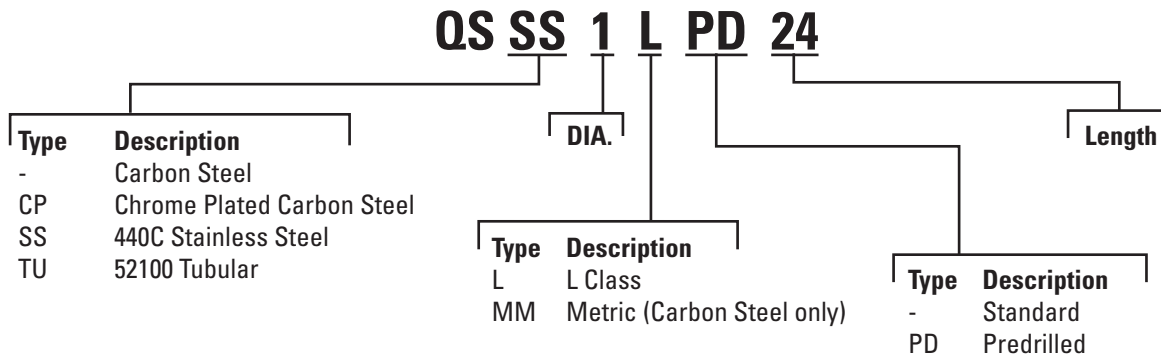 QS SS 1 L PD 24
Type Description
- Carbon Steel
CP Chrome Plated Carbon Steel
SS 440C Stainless Steel
TU 52100 Tubular
DIA.
Type Description
L L Class
MM Metric (Carbon Steel only)
Type Description
- Standard
PD Predrilled
Length